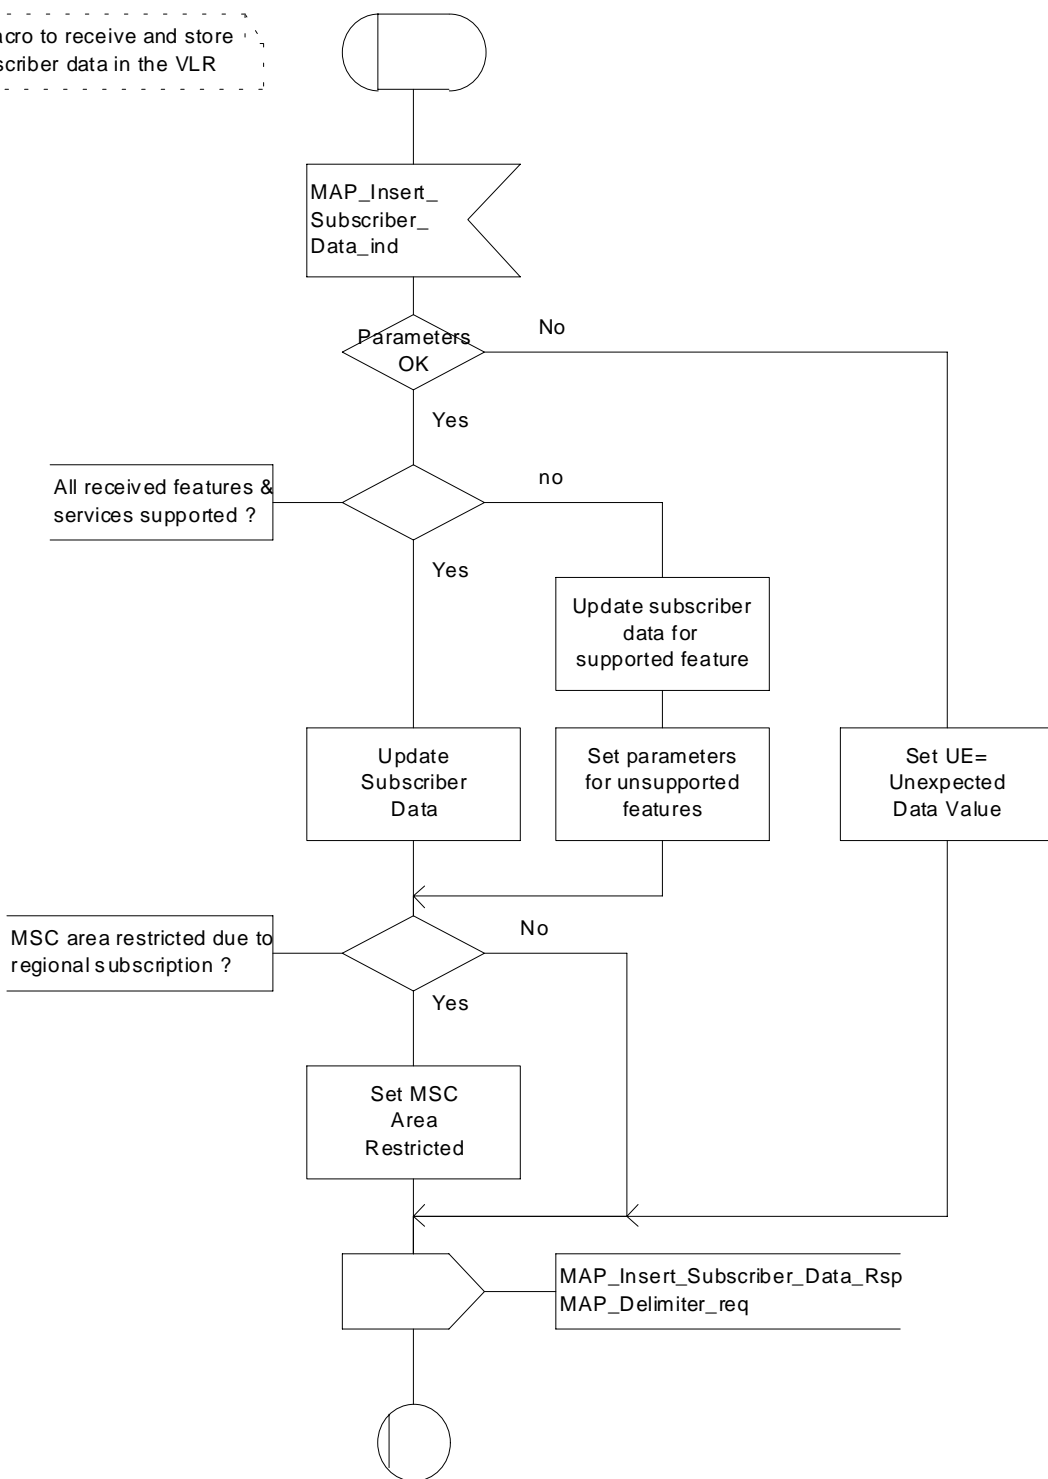 to receive and store
data in the VLR
MAP_Insert_
Subscriber_
Data_ind
Parameters
OK
No
Yes
All received features &
services supported ?
no
Yes
Update subscriber
data for
supported feature
Update
Subscriber
Data
Set parameters
for unsupported
features
Set UE=
Unexpected
Data Value
MSC area restricted due to
regional subscription ?
No
Yes
Set MSC
Area
Restricted
MAP_Insert_Subscriber_Data_Rsp
MAP_Delimiter_req